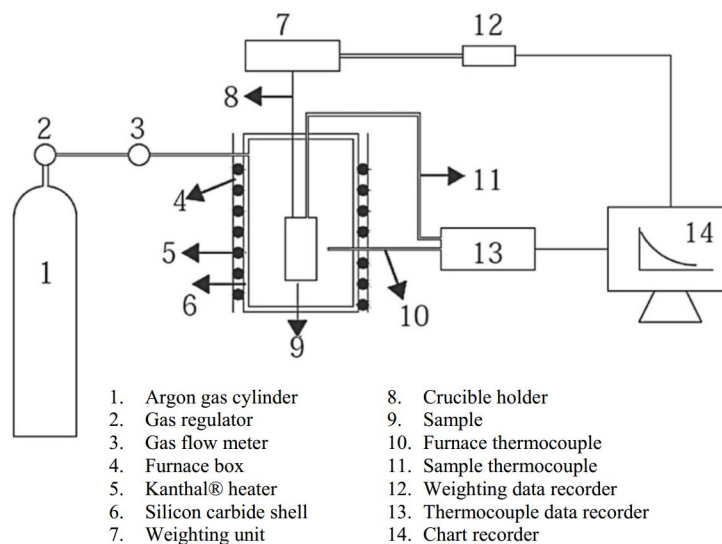 7
12
8
2
3
4
11
1
5
13
14
6
10
9
1. Argon gas cylinder
2. Gas regulator
3. Gas flow meter
4. Furnace box
5. Kanthal® heater
6. Silicon carbide shell
7. Weighting unit
8. Crucible holder
9. Sample
10. Furnace thermocouple
11. Sample thermocouple
12. Weighting data recorder
13. Thermocouple data recorder
14. Chart recorder